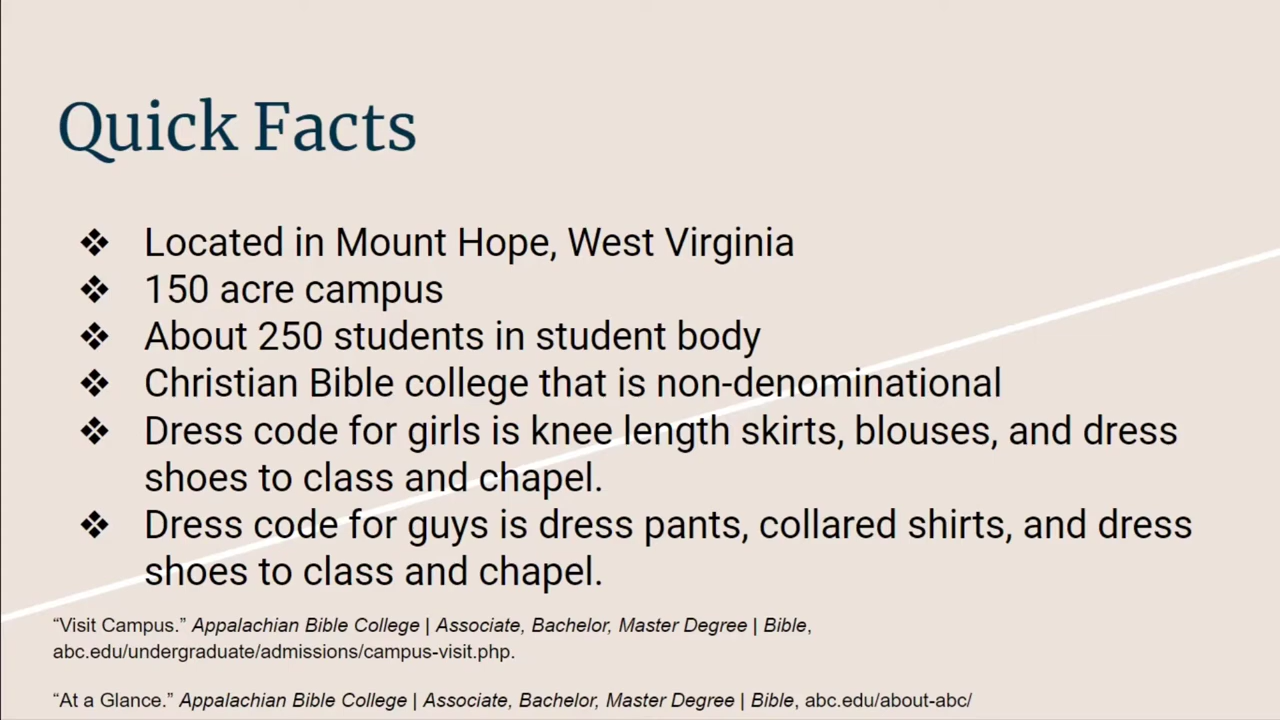 Quick Facts
❖ Located in Mount Hope, West Virginia
❖ 150 acre campus
❖ About 250 students in student body
❖ Christian Bible college that is non-denominational
❖ Dress code for girls is knee length skirts, blouses, and dress
shoes to class and chapel.
❖ Dress code for guys is dress pants, collared shirts, and dress
shoes to class and chapel.
“Visit Campus.” Appalachian Bible College | Associate, Bachelor, Master Degree | Bible,
abc.edu/undergraduate/admissions/campus-visit.php.
“At a Glance.” Appalachian Bible College | Associate, Bachelor, Master Degree | Bible, abc.edu/about-abc/